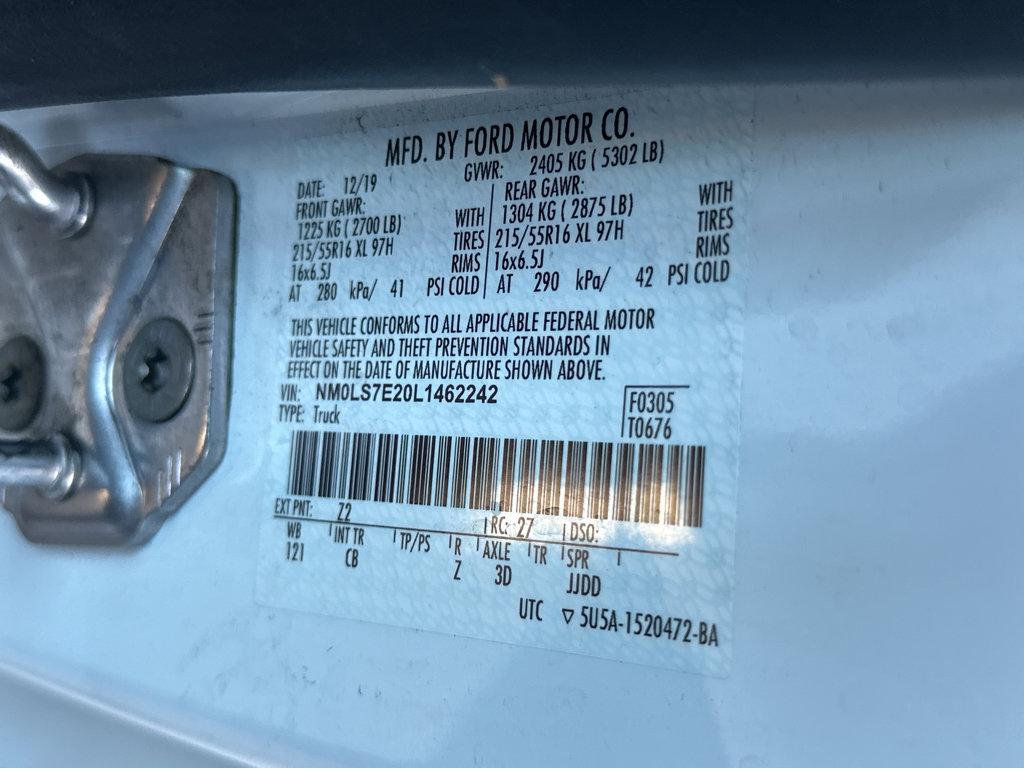 MFD. BY FORD MOTOR CO.
DATE: 12/19 GVWR: 2405 KG ( 5302 LB)
FRONT GAWR: REAR GAWR:
1225 KG ( 2700 LB) WITH 1304 KG ( 2875 LB) WITH
215/55R16 XL 97H TIRES 215/55R16 XL 97H TIRES
16x6.5J RIMS 16x6.5J RIMS
AT 280 kPa/ 41 PSI COLD AT 290 kPa/ 42 PSI COLD
THIS VEHICLE CONFORMS TO ALL APPLICABLE FEDERAL MOTOR
VEHICLE SAFETY AND THEFT PREVENTION STANDARDS IN
EFFECT ON THE DATE OF MANUFACTURE SHOWN ABOVE.
VIN: NM0LS7E20L1462242 F0305
TYPE: Truck T0676
EXT PNT: Z2 RC: 27 DSO:
WB INT TR TP/PS R AXLE TR SPR
121 CB Z 3D JJDD
UTC ▽ 5U5A-1520472-BA